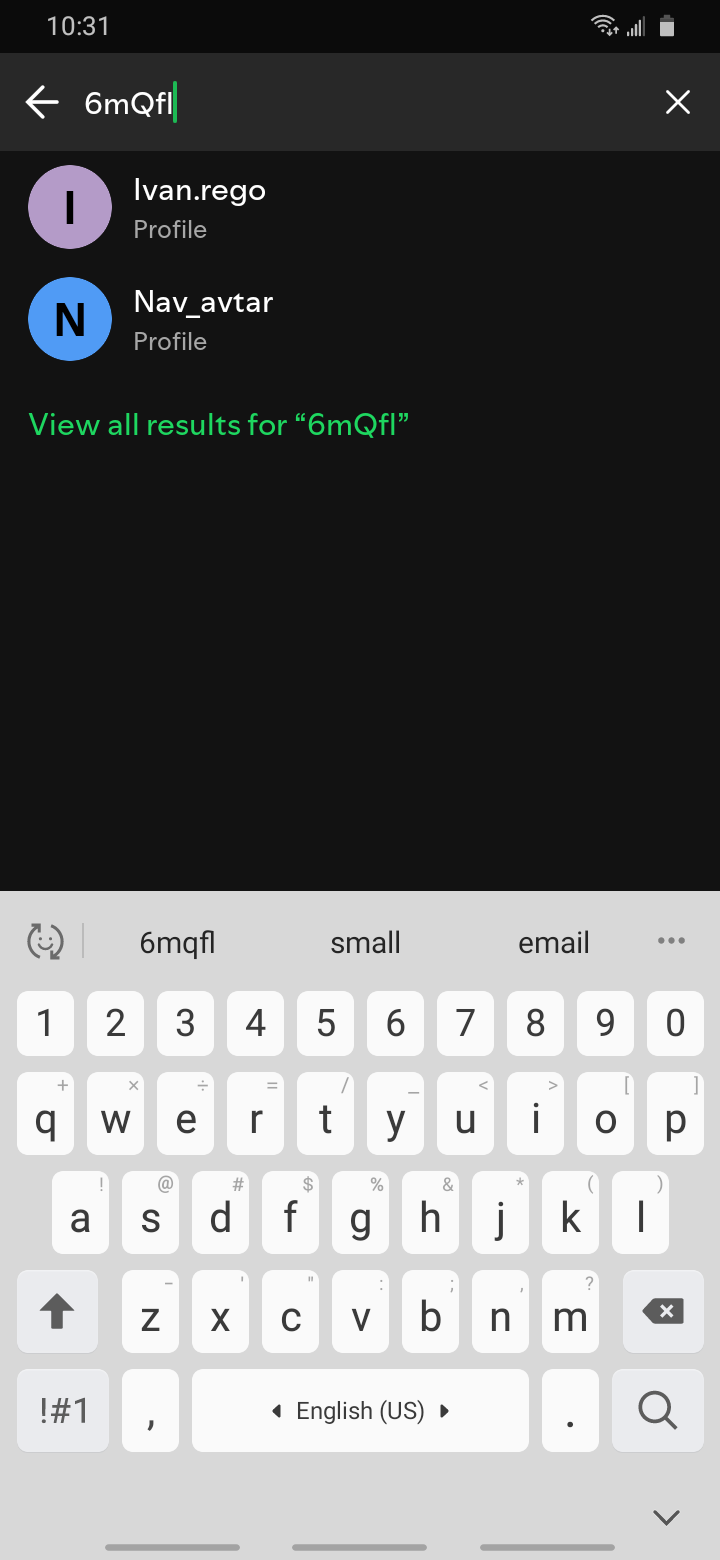 10:31
6mQfl
I
Ivan.rego
Profile
N
Nav_avtar
Profile
View all results for “6mQfl”
6mqfl small email
1 2 3 4 5 6 7 8 9 0
+ × ÷ = / _ < > [ ]
q w e r t y u i o p
! @ # $ % & * ( )
a s d f g h j k l
- ' " : ; , ?
z x c v b n m
!#1 , English (US) .